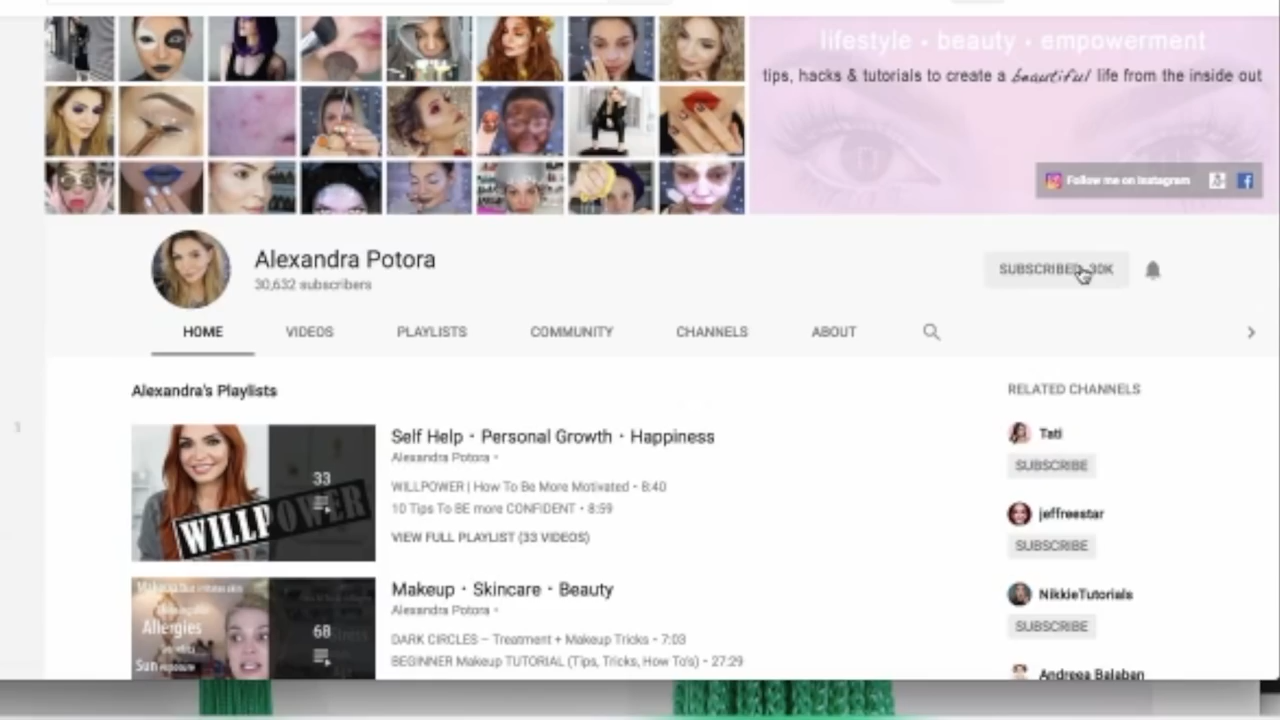 lifestyle • beauty • empowerment
tips, hacks & tutorials to create a beautiful life from the inside out
Follow me on Instagram
Alexandra Potora
30,632 subscribers
SUBSCRIBED 30K
HOME
VIDEOS
PLAYLISTS
COMMUNITY
CHANNELS
ABOUT
Alexandra's Playlists
33
WILLPOWER
Self Help • Personal Growth • Happiness
Alexandra Potora •
WILLPOWER | How To Be More Motivated • 8:40
10 Tips To BE more CONFIDENT • 8:59
VIEW FULL PLAYLIST (33 VIDEOS)
Allergies
Sun exposure
68
Makeup • Skincare • Beauty
Alexandra Potora •
DARK CIRCLES – Treatment + Makeup Tricks • 7:03
BEGINNER Makeup TUTORIAL (Tips, Tricks, How To's) • 27:29
RELATED CHANNELS
Tati
SUBSCRIBE
jeffreestar
SUBSCRIBE
NikkieTutorials
SUBSCRIBE
Andreea Balaban